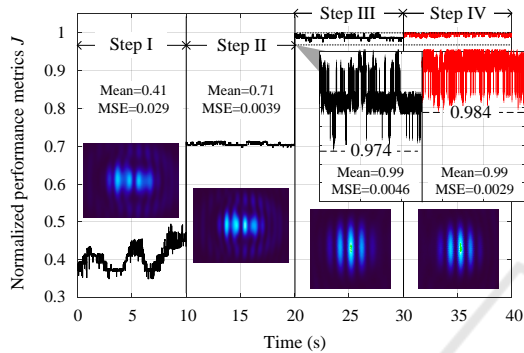 Step III
Step IV
Step I
Step II
Mean=0.41
MSE=0.029
Mean=0.71
MSE=0.0039
0.974
0.984
Mean=0.99
MSE=0.0046
Mean=0.99
MSE=0.0029
Normalized performance metrics J
1
0.9
0.8
0.7
0.6
0.5
0.4
0.3
0
5
10
15
20
25
30
35
40
Time (s)